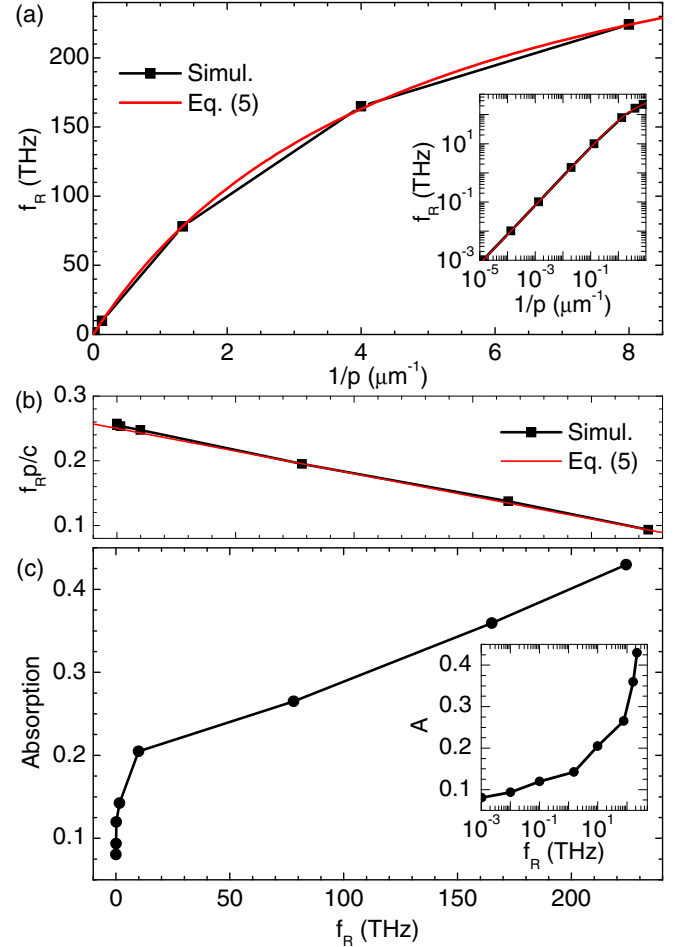 (a)
200
150
100
50
0
f_R (THz)
Simul.
Eq. (5)
10^1
10^-1
10^-3
f_R (THz)
10^-5 10^-3 10^-1
1/p (μm^-1)
0 2 4 6 8
1/p (μm^-1)
(b)
0.3
0.2
0.1
f_R p/c
Simul.
Eq. (5)
(c)
0.4
0.3
0.2
0.1
Absorption
0.4
0.3
0.2
0.1
A
10^-3 10^-1 10^1
f_R (THz)
0 50 100 150 200
f_R (THz)